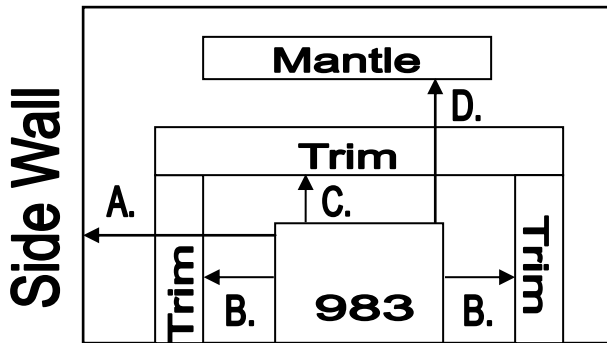 Mantle
D.
Trim
Side Wall
A.
C.
Trim
B.
983
B.
Trim